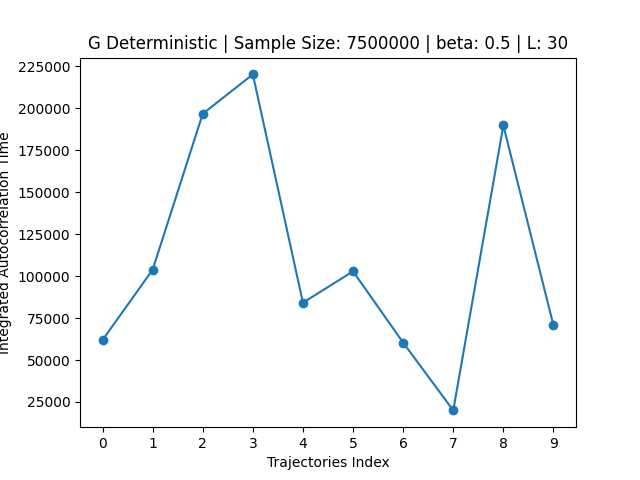 G Deterministic | Sample Size: 7500000 | beta: 0.5 | L: 30
Integrated Autocorrelation Time
225000
200000
175000
150000
125000
100000
75000
50000
25000
0 1 2 3 4 5 6 7 8 9
Trajectories Index